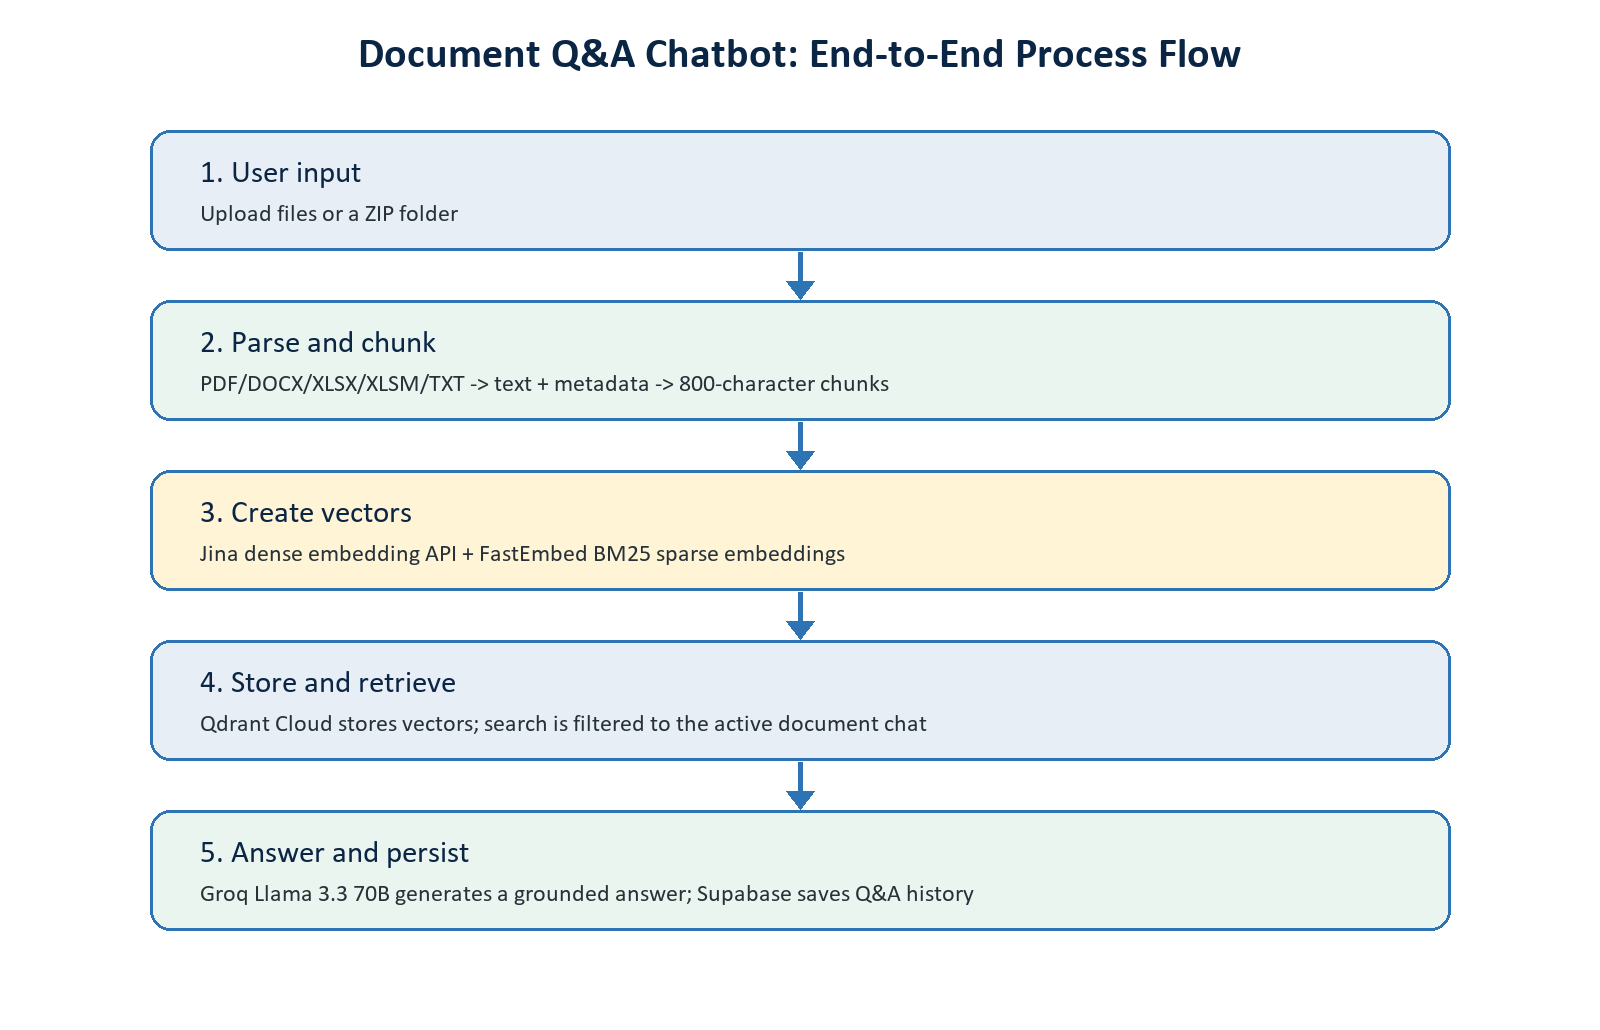 Document Q&A Chatbot: End-to-End Process Flow
1. User input
Upload files or a ZIP folder
2. Parse and chunk
PDF/DOCX/XLSX/XLSM/TXT -> text + metadata -> 800-character chunks
3. Create vectors
Jina dense embedding API + FastEmbed BM25 sparse embeddings
4. Store and retrieve
Qdrant Cloud stores vectors; search is filtered to the active document chat
5. Answer and persist
Groq Llama 3.3 70B generates a grounded answer; Supabase saves Q&A history